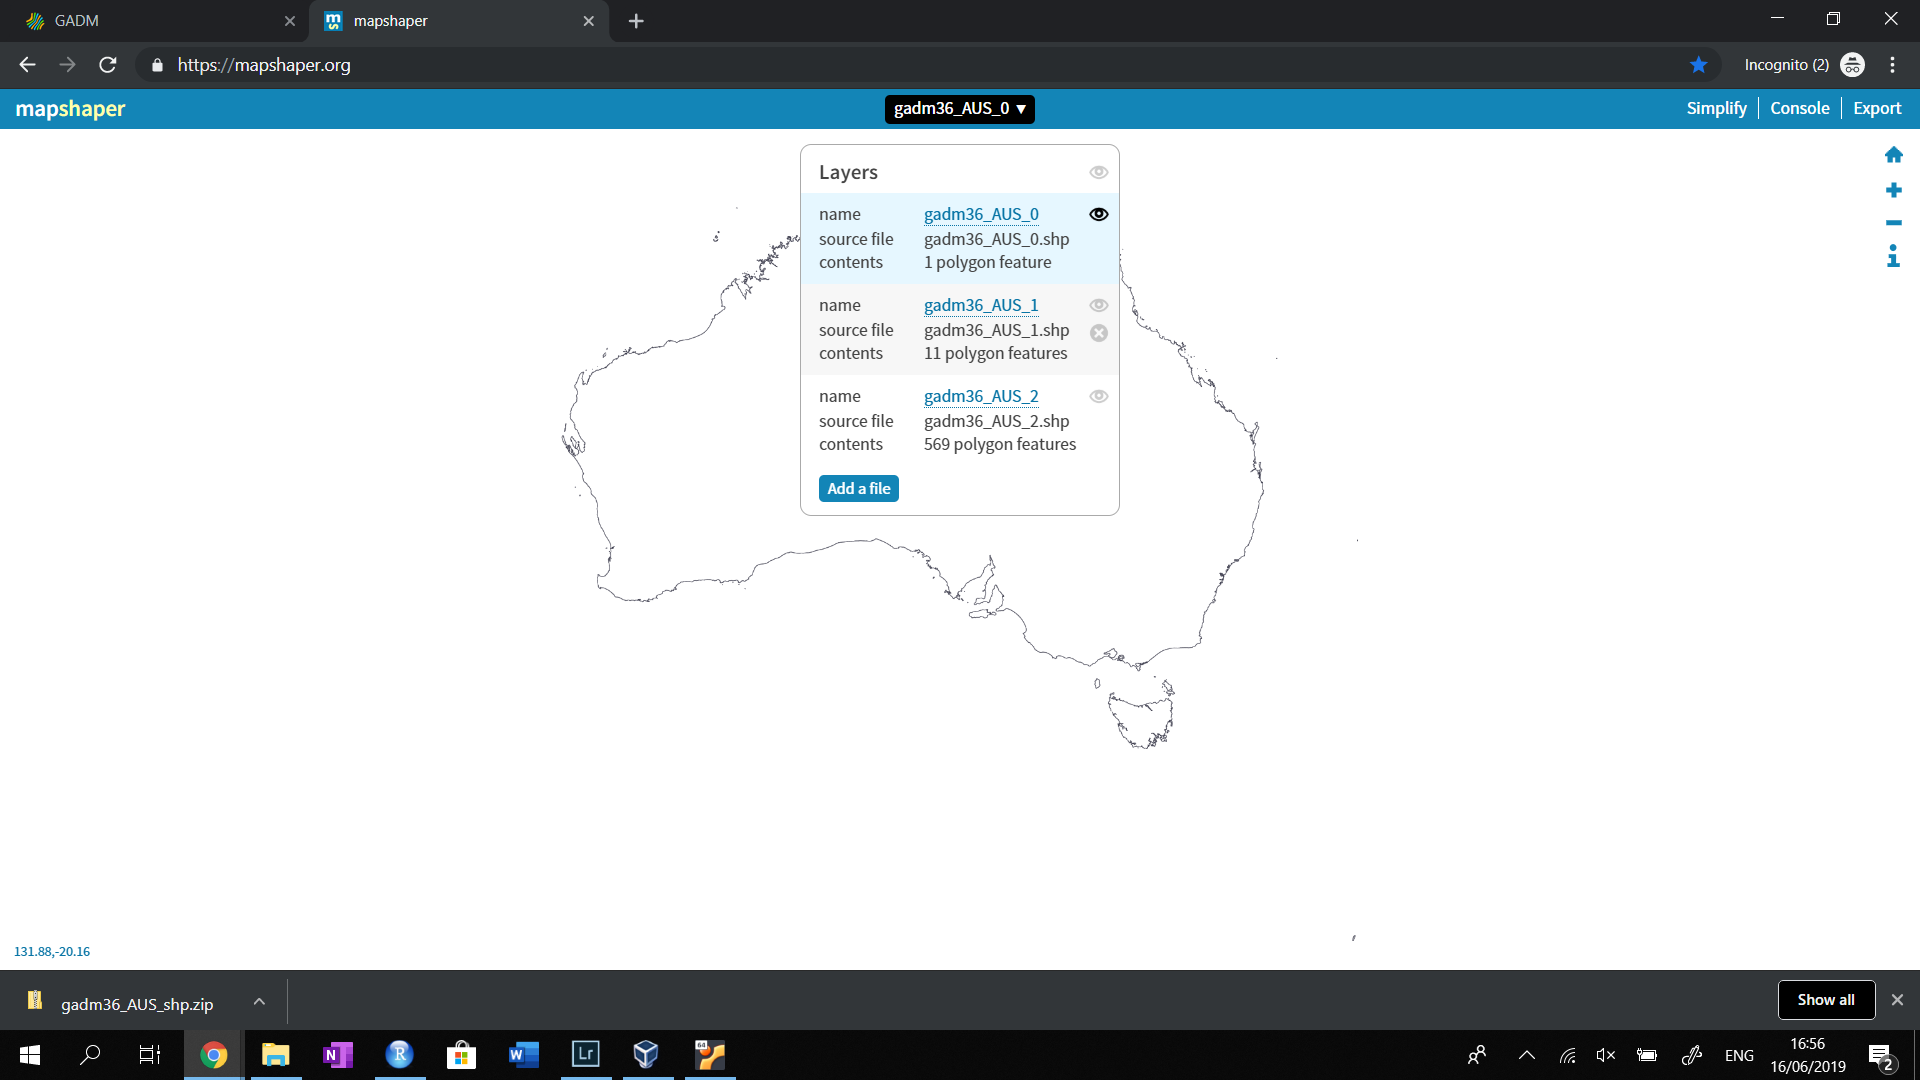 GADM
mapshaper
https://mapshaper.org
Incognito (2)
mapshaper
gadm36_AUS_0 ▼
Simplify
Console
Export
Layers
name gadm36_AUS_0
source file gadm36_AUS_0.shp
contents 1 polygon feature
name gadm36_AUS_1
source file gadm36_AUS_1.shp
contents 11 polygon features
name gadm36_AUS_2
source file gadm36_AUS_2.shp
contents 569 polygon features
Add a file
131.88,-20.16
gadm36_AUS_shp.zip
Show all
ENG
16:56
16/06/2019
2